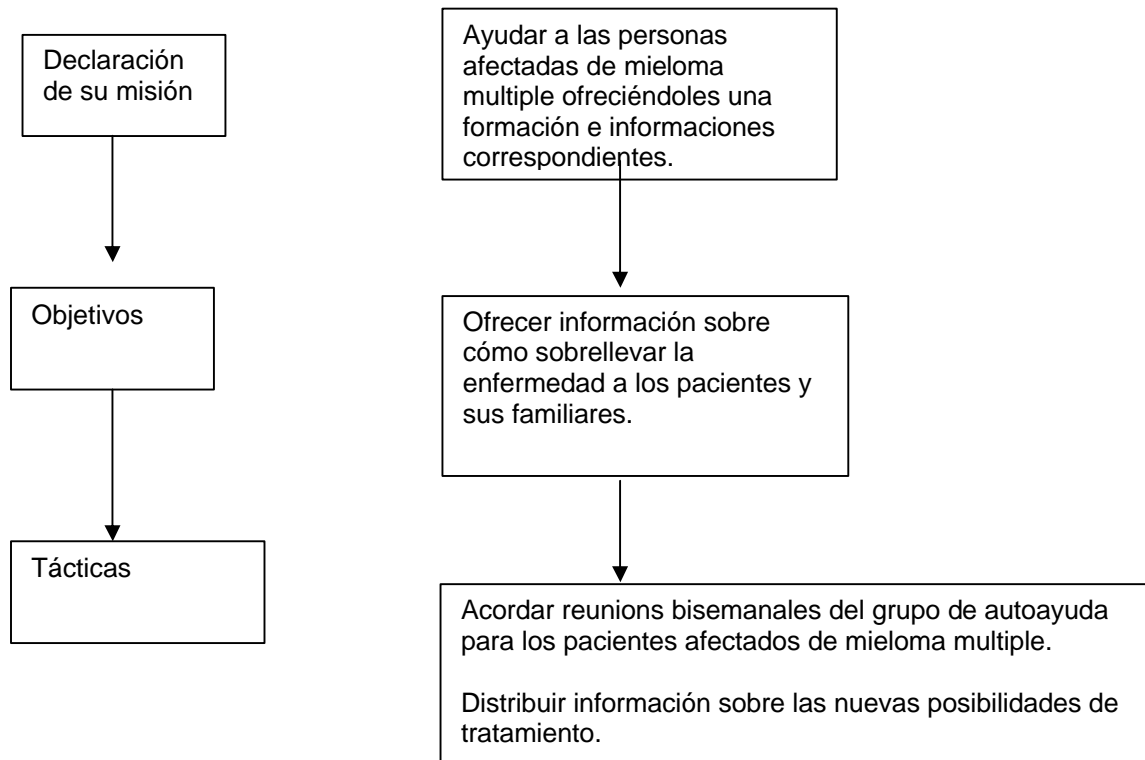 Declaración
de su misión
Ayudar a las personas
afectadas de mieloma
multiple ofreciéndoles una
formación e informaciones
correspondientes.
Objetivos
Ofrecer información sobre
cómo sobrellevar la
enfermedad a los pacientes y
sus familiares.
Tácticas
Acordar reunions bisemanales del grupo de autoayuda
para los pacientes afectados de mieloma multiple.
Distribuir información sobre las nuevas posibilidades de
tratamiento.